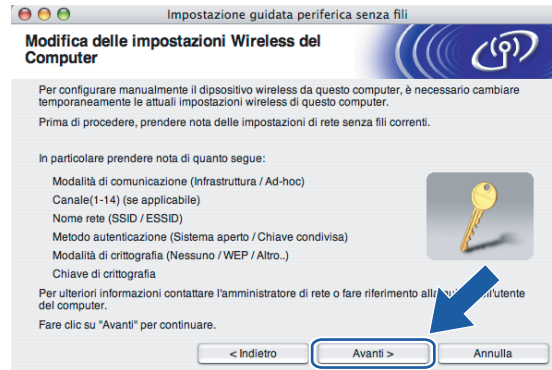 Impostazione guidata periferica senza fili
Modifica delle impostazioni Wireless del
Computer
Per configurare manualmente il dipsositivo wireless da questo computer, è necessario cambiare
temporaneamente le attuali impostazioni wireless di questo computer.
Prima di procedere, prendere nota delle impostazioni di rete senza fili correnti.
In particolare prendere nota di quanto segue:
Modalità di comunicazione (Infrastruttura / Ad-hoc)
Canale(1-14) (se applicabile)
Nome rete (SSID / ESSID)
Metodo autenticazione (Sistema aperto / Chiave condivisa)
Modalità di crittografia (Nessuno / WEP / Altro..)
Chiave di crittografia
Per ulteriori informazioni contattare l'amministratore di rete o fare riferimento alla dell'utente
del computer.
Fare clic su "Avanti" per continuare.
< Indietro
Avanti >
Annulla